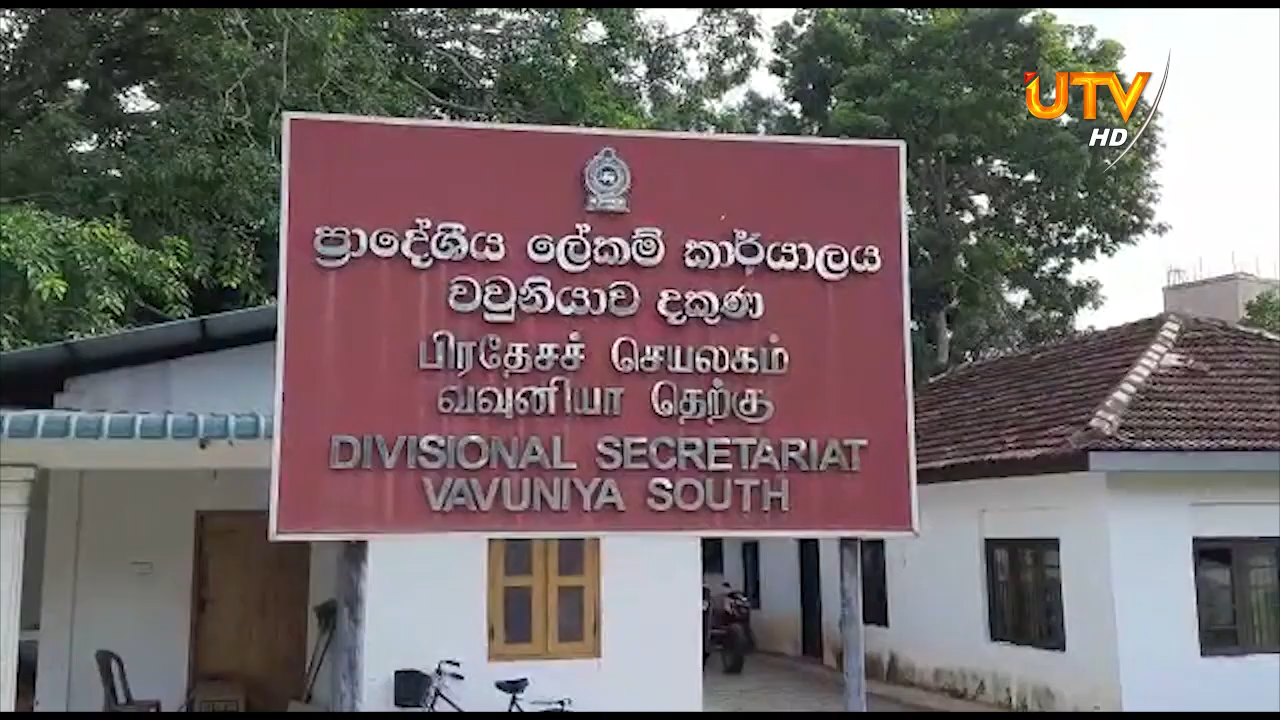 UTV
HD
ප්‍රාදේශීය ලේකම් කාර්යාලය
වවුනියාව දකුණ
பிரதேசச் செயலகம்
வவுனியா தெற்கு
DIVISIONAL SECRETARIAT
VAVUNIYA SOUTH